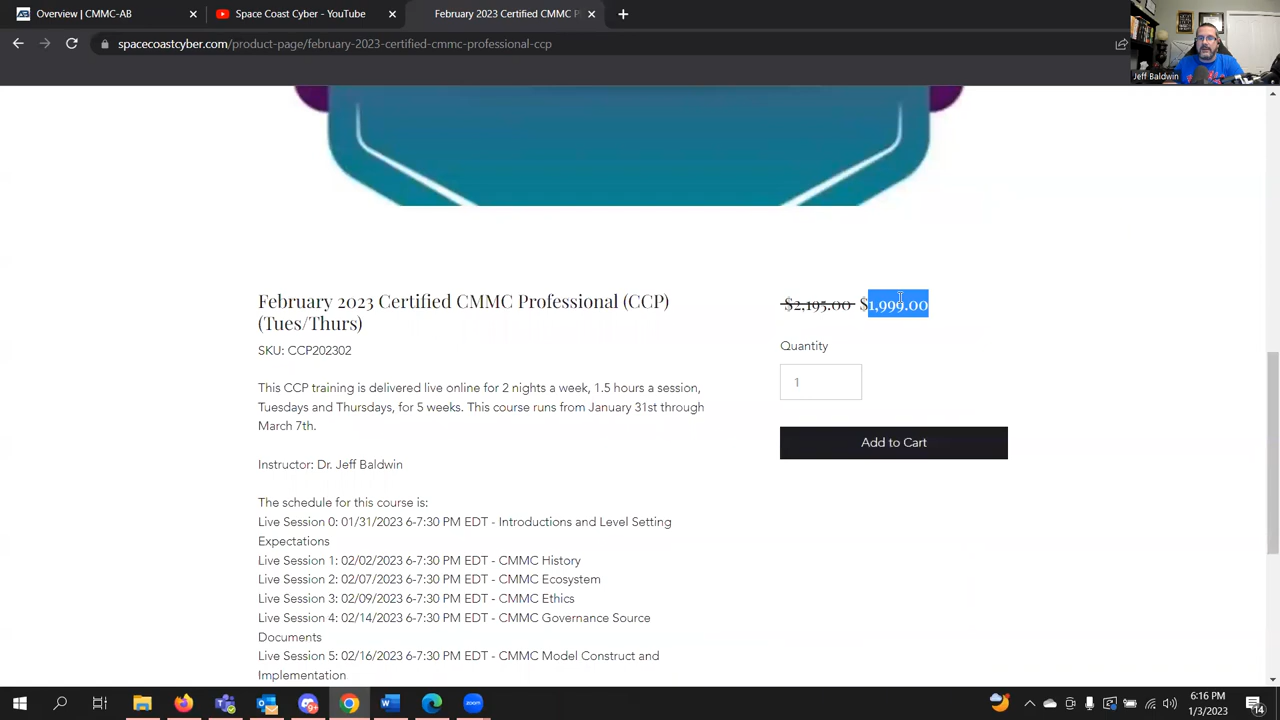 Overview | CMMC-AB
Space Coast Cyber - YouTube
February 2023 Certified CMMC P
spacecoastcyber.com/product-page/february-2023-certified-cmmc-professional-ccp
Jeff Baldwin
February 2023 Certified CMMC Professional (CCP)
(Tues/Thurs)
SKU: CCP202302
This CCP training is delivered live online for 2 nights a week, 1.5 hours a session,
Tuesdays and Thursdays, for 5 weeks. This course runs from January 31st through
March 7th.
Instructor: Dr. Jeff Baldwin
The schedule for this course is:
Live Session 0: 01/31/2023 6-7:30 PM EDT - Introductions and Level Setting
Expectations
Live Session 1: 02/02/2023 6-7:30 PM EDT - CMMC History
Live Session 2: 02/07/2023 6-7:30 PM EDT - CMMC Ecosystem
Live Session 3: 02/09/2023 6-7:30 PM EDT - CMMC Ethics
Live Session 4: 02/14/2023 6-7:30 PM EDT - CMMC Governance Source
Documents
Live Session 5: 02/16/2023 6-7:30 PM EDT - CMMC Model Construct and
Implementation
$2,195.00 $1,999.00
Quantity
1
Add to Cart
6:16 PM
1/3/2023
14